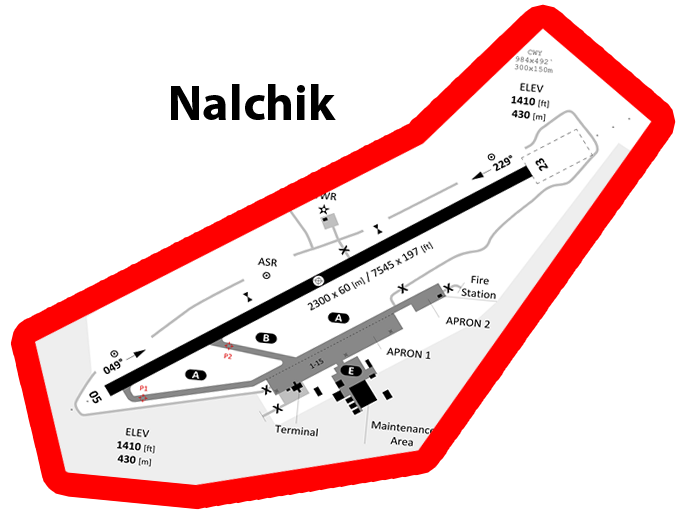 Nalchik
CWY
984x492'
300x150m
ELEV
1410 [ft]
430 [m]
23
229°
WR
ASR
2300 x 60 [m] / 7545 x 197 [ft]
Fire
Station
A
B
APRON 2
P2
APRON 1
049°
1-15
E
A
P1
05
ELEV
1410 [ft]
430 [m]
Terminal
Maintenance
Area